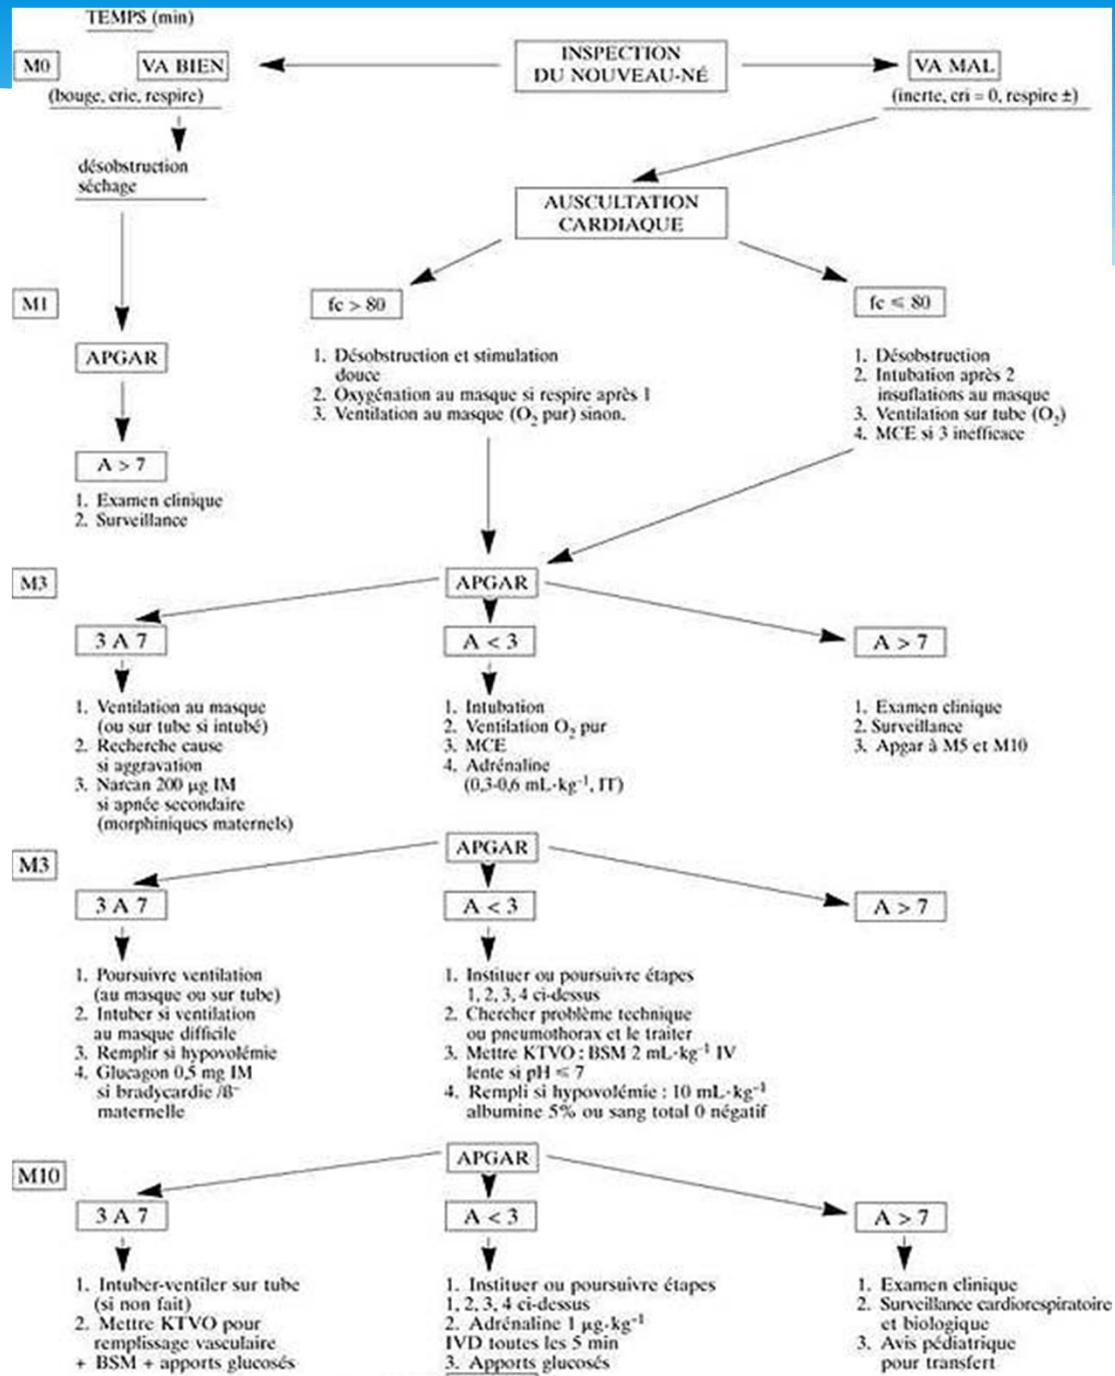 TEMPS (min)
M0
VA BIEN
INSPECTION
DU NOUVEAU-NÉ
VA MAL
(bouge, crie, respire)
(inerte, cri = 0, respire ±)
désobstruction
séchage
AUSCULTATION
CARDIAQUE
M1
fc > 80
fc ≤ 80
APGAR
1. Désobstruction et stimulation
douce
2. Oxygénation au masque si respire après 1
3. Ventilation au masque (O₂ pur) sinon.
1. Désobstruction
2. Intubation après 2
insuflations au masque
3. Ventilation sur tube (O₂)
4. MCE si 3 inefficace
A > 7
1. Examen clinique
2. Surveillance
M3
APGAR
3 A 7
A < 3
A > 7
1. Ventilation au masque
(ou sur tube si intubé)
2. Recherche cause
si aggravation
3. Narcan 200 µg IM
si apnée secondaire
(morphiniques maternels)
1. Intubation
2. Ventilation O₂ pur
3. MCE
4. Adrénaline
(0,3-0,6 mL·kg⁻¹, IT)
1. Examen clinique
2. Surveillance
3. Apgar à M5 et M10
M3
APGAR
3 A 7
A < 3
A > 7
1. Poursuivre ventilation
(au masque ou sur tube)
2. Intuber si ventilation
au masque difficile
3. Remplir si hypovolémie
4. Glucagon 0,5 mg IM
si bradycardie /ß⁻
maternelle
1. Instituer ou poursuivre étapes
1, 2, 3, 4 ci-dessus
2. Chercher problème technique
ou pneumothorax et le traiter
3. Mettre KTVO : BSM 2 mL·kg⁻¹ IV
lente si pH ≤ 7
4. Rempli si hypovolémie : 10 mL·kg⁻¹
albumine 5% ou sang total 0 négatif
M10
APGAR
3 A 7
A < 3
A > 7
1. Intuber-ventiler sur tube
(si non fait)
2. Mettre KTVO pour
remplissage vasculaire
+ BSM + apports glucosés
1. Instituer ou poursuivre étapes
1, 2, 3, 4 ci-dessus
2. Adrénaline 1 µg·kg⁻¹
IVD toutes les 5 min
3. Apports glucosés
1. Examen clinique
2. Surveillance cardiorespiratoire
et biologique
3. Avis pédiatrique
pour transfert